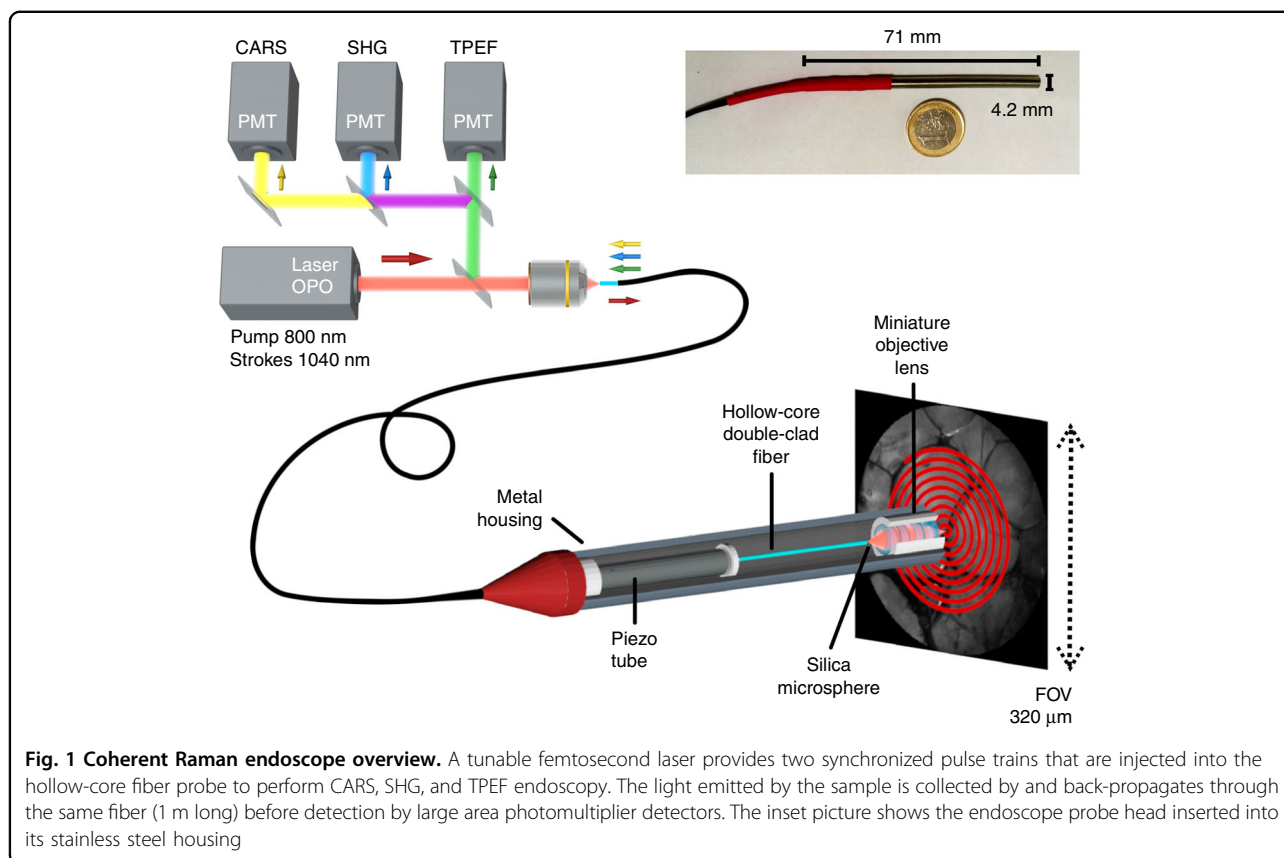 CARS
SHG
TPEF
PMT
PMT
PMT
71 mm
4.2 mm
Laser
OPO
Pump 800 nm
Strokes 1040 nm
Miniature
objective
lens
Hollow-core
double-clad
fiber
Metal
housing
Piezo
tube
Silica
microsphere
FOV
320 μm
Fig. 1 Coherent Raman endoscope overview. A tunable femtosecond laser provides two synchronized pulse trains that are injected into the
hollow-core fiber probe to perform CARS, SHG, and TPEF endoscopy. The light emitted by the sample is collected by and back-propagates through
the same fiber (1 m long) before detection by large area photomultiplier detectors. The inset picture shows the endoscope probe head inserted into
its stainless steel housing